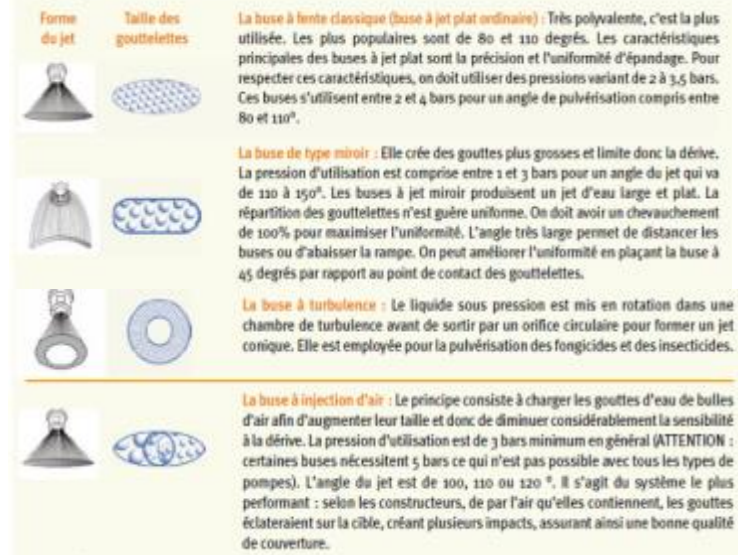 Forme du jet
Taille des gouttelettes
La buse à fente classique (buse à jet plat ordinaire) : Très polyvalente, c'est la plus
utilisée. Les plus populaires sont de 80 et 110 degrés. Les caractéristiques
principales des buses à jet plat sont la précision et l'uniformité d'épandage. Pour
respecter ces caractéristiques, on doit utiliser des pressions variant de 2 à 3,5 bars.
Ces buses s'utilisent entre 2 et 4 bars pour un angle de pulvérisation compris entre
80 et 110°.
La buse de type miroir : Elle crée des gouttes plus grosses et limite donc la dérive.
La pression d'utilisation est comprise entre 1 et 3 bars pour un angle du jet qui va
de 110 à 150°. Les buses à jet miroir produisent un jet d'eau large et plat. La
répartition des gouttelettes n'est guère uniforme. On doit avoir un chevauchement
de 100% pour maximiser l'uniformité. L'angle très large permet de distancer les
buses ou d'abaisser la rampe. On peut améliorer l'uniformité en plaçant la buse à
45 degrés par rapport au point de contact des gouttelettes.
La buse à turbulence : Le liquide sous pression est mis en rotation dans une
chambre de turbulence avant de sortir par un orifice circulaire pour former un jet
conique. Elle est employée pour la pulvérisation des fongicides et des insecticides.
La buse à injection d'air : Le principe consiste à charger les gouttes d'eau de bulles
d'air afin d'augmenter leur taille et donc de diminuer considérablement la sensibilité
à la dérive. La pression d'utilisation est de 3 bars minimum en général (ATTENTION :
certaines buses nécessitent 5 bars ce qui n'est pas possible avec tous les types de
pompes). L'angle du jet est de 100, 110 ou 120 °. Il s'agit du système le plus
performant : selon les constructeurs, de par l'air qu'elles contiennent, les gouttes
éclateraient sur la cible, créant plusieurs impacts, assurant ainsi une bonne qualité
de couverture.